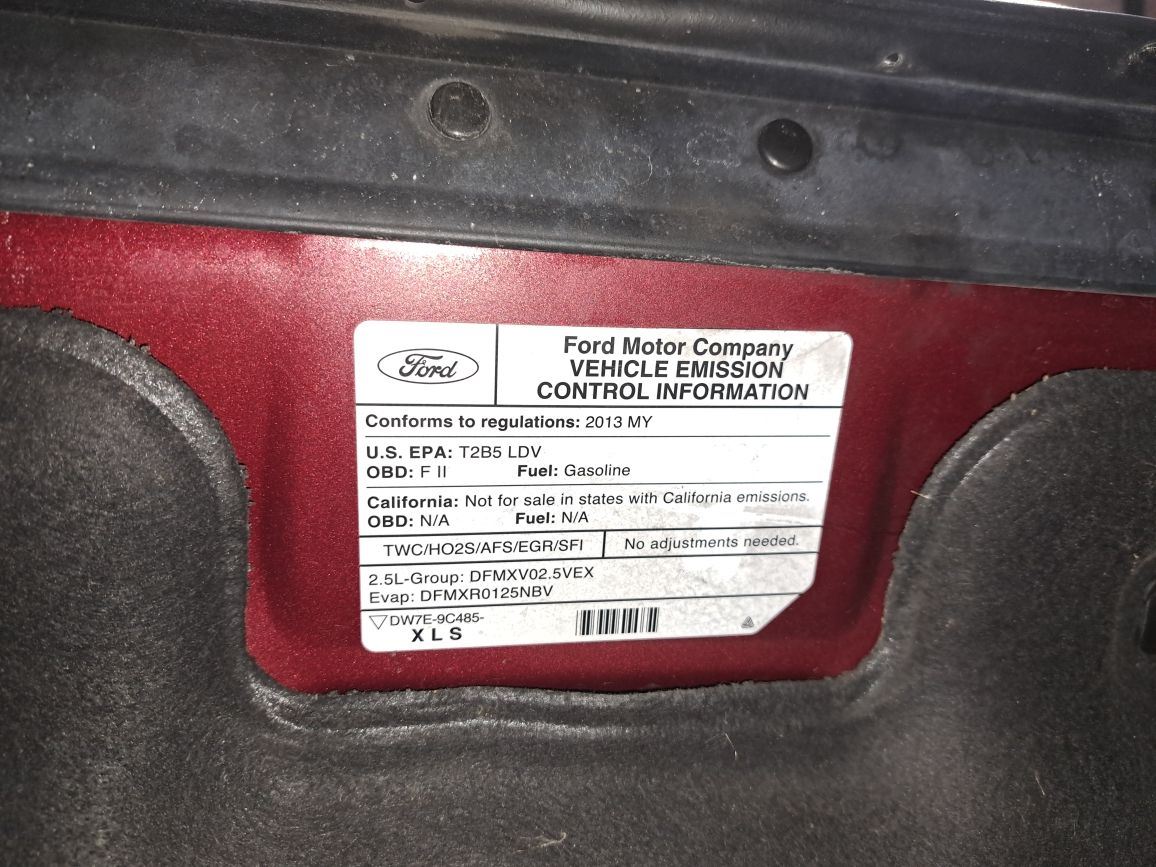 Ford
Ford Motor Company
VEHICLE EMISSION
CONTROL INFORMATION
Conforms to regulations: 2013 MY
U.S. EPA: T2B5 LDV
OBD: F II Fuel: Gasoline
California: Not for sale in states with California emissions.
OBD: N/A Fuel: N/A
TWC/HO2S/AFS/EGR/SFI No adjustments needed.
2.5L-Group: DFMXV02.5VEX
Evap: DFMXR0125NBV
DW7E-9C485-
X L S